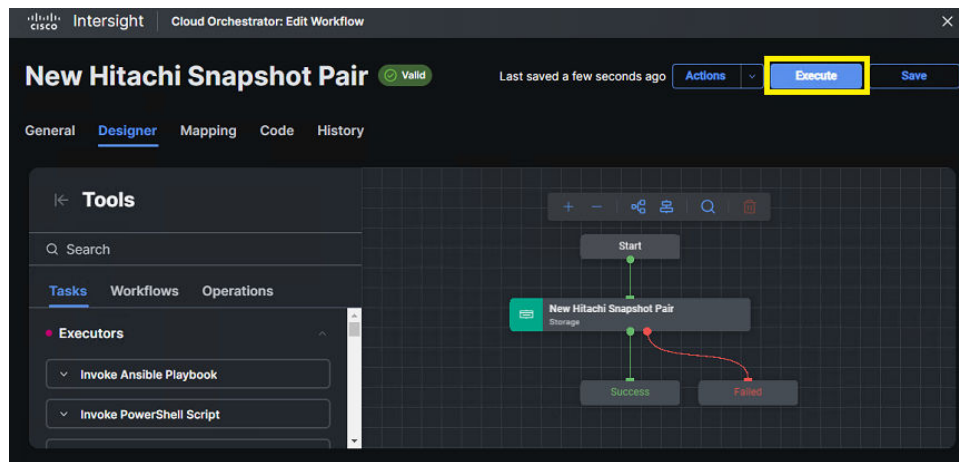 cisco Intersight Cloud Orchestrator: Edit Workflow
New Hitachi Snapshot Pair Valid Last saved a few seconds ago Actions Execute Save
General Designer Mapping Code History
Tools
Search
Tasks Workflows Operations
Executors
Invoke Ansible Playbook
Invoke PowerShell Script
Start
New Hitachi Snapshot Pair
Storage
Success Failed